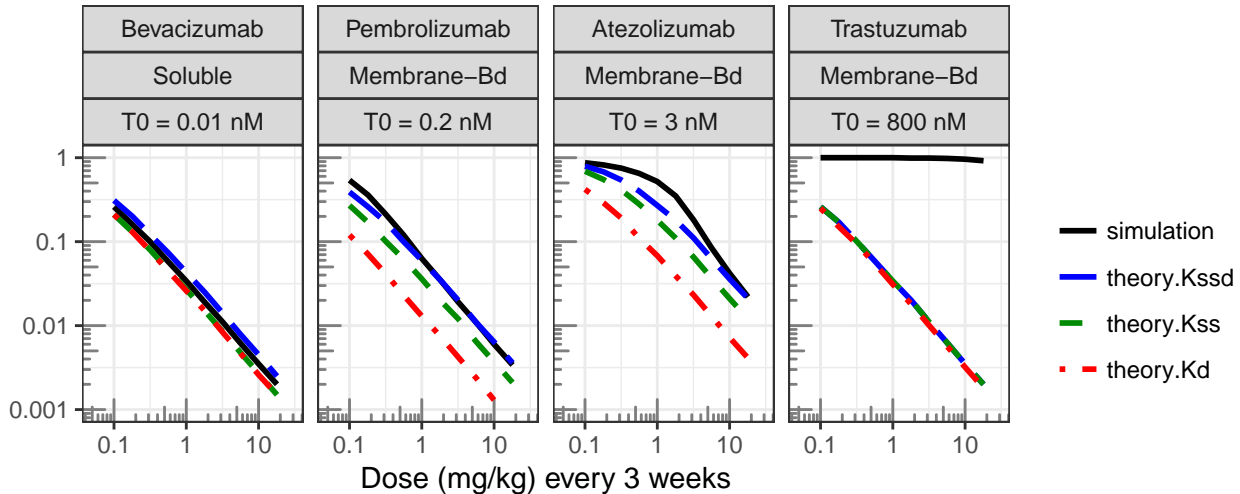 Bevacizumab Pembrolizumab Atezolizumab Trastuzumab
Soluble Membrane−Bd Membrane−Bd Membrane−Bd
T0 = 0.01 nM T0 = 0.2 nM T0 = 3 nM T0 = 800 nM
1
0.1
0.01
0.001
0.1 1 10 0.1 1 10 0.1 1 10 0.1 1 10
Dose (mg/kg) every 3 weeks
simulation
theory.Kssd
theory.Kss
theory.Kd